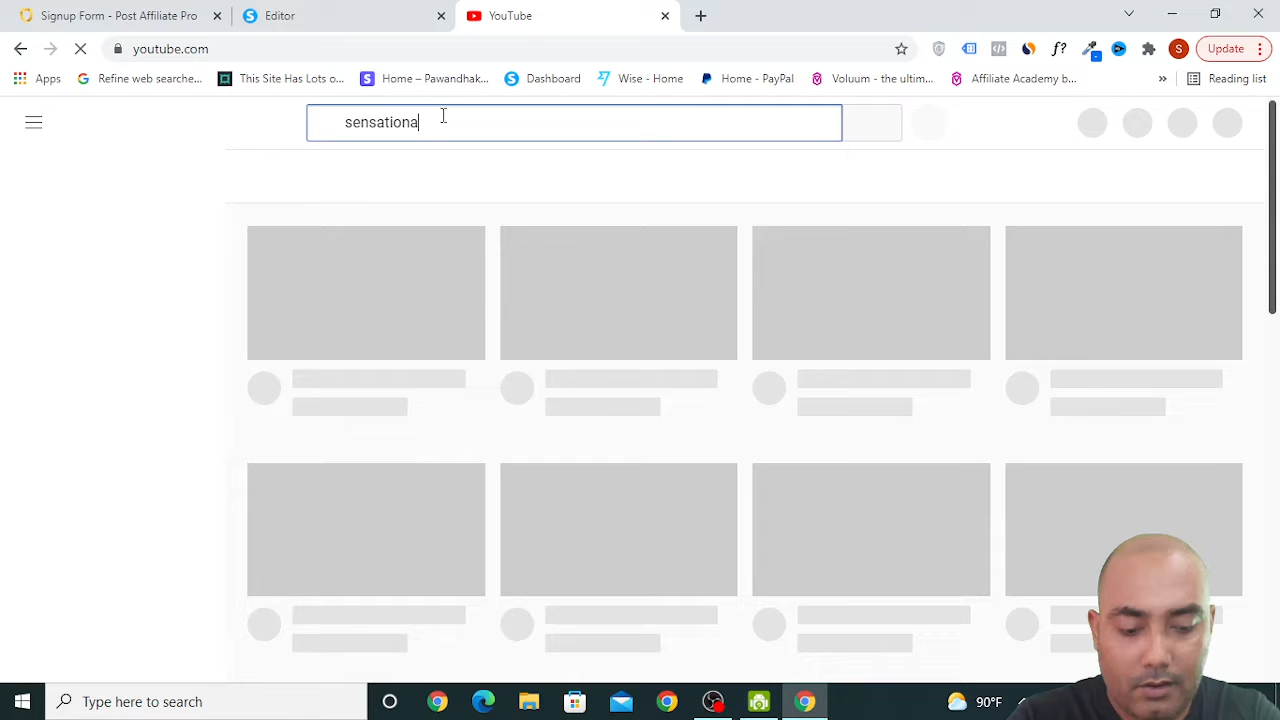 Signup Form - Post Affiliate Pro
Editor
YouTube
youtube.com
Update
Apps
Refine web searche...
This Site Has Lots o...
Home – Pawandhak...
Dashboard
Wise - Home
Home - PayPal
Voluum - the ultim...
Affiliate Academy b...
»
Reading list
sensationa
Type here to search
90°F